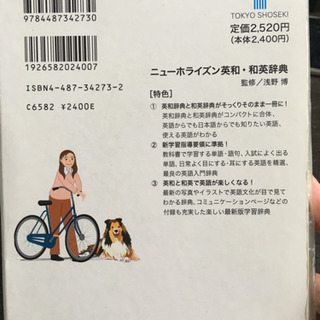 9784487342730
1926582024007
ISBN4-487-34273-2
C6582 ¥2400E
TOKYO SHOSEKI
定価2,520円
(本体2,400円)
ニューホライズン英和・和英辞典
監修/浅野 博
[特色]
① 英和辞典と和英辞典がそっくりそのまま一冊に!
英和辞典と和英辞典がコンパクトに合体、
英語からでも日本語からでも知りたい英語、
使える英語がわかる
② 新学習指導要領に準拠!
教科書で学習する単語・語句、入試によく出る
単語、日常よく目にする・耳にする英語を精選、
最良の英語入門辞典
③ 英和と和英で英語が楽しくなる!
最新の写真やイラストで英語文化が目で見て
わかる辞典、コミュニケーションページなどの
付録も充実した楽しい最新版学習辞典